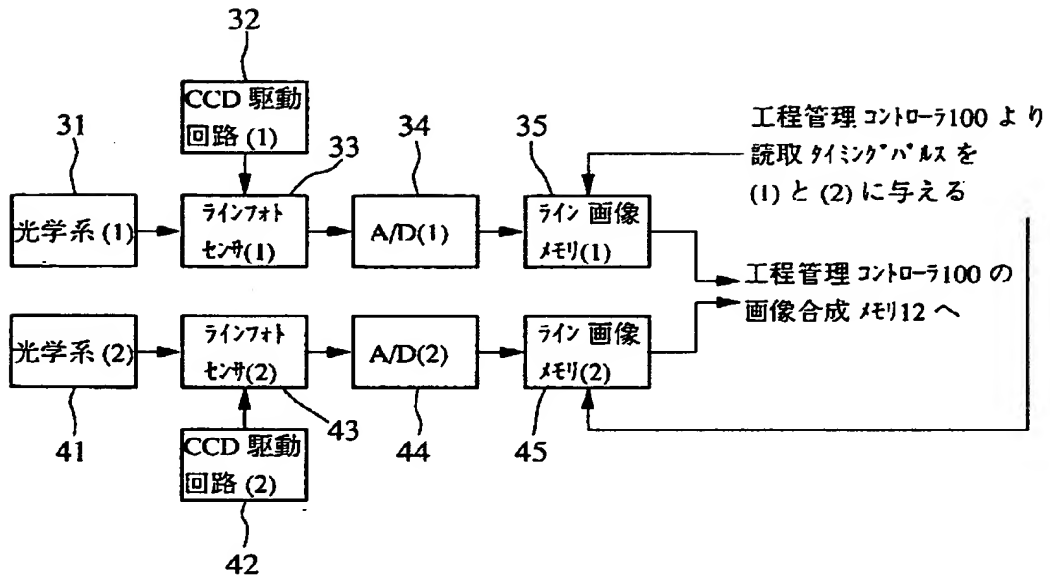 32
CCD 駆動
回路 (1)
31
33
34
35
光学系 (1)
ラインフォト
センサ(1)
A/D(1)
ライン 画像
メモリ(1)
工程管理 コントローラ100 より
読取 タイミングパルスを
(1) と (2) に与える
工程管理 コントローラ100 の
画像合成 メモリ12 へ
光学系 (2)
ラインフォト
センサ(2)
A/D(2)
ライン 画像
メモリ(2)
41
43
44
45
CCD 駆動
回路 (2)
42